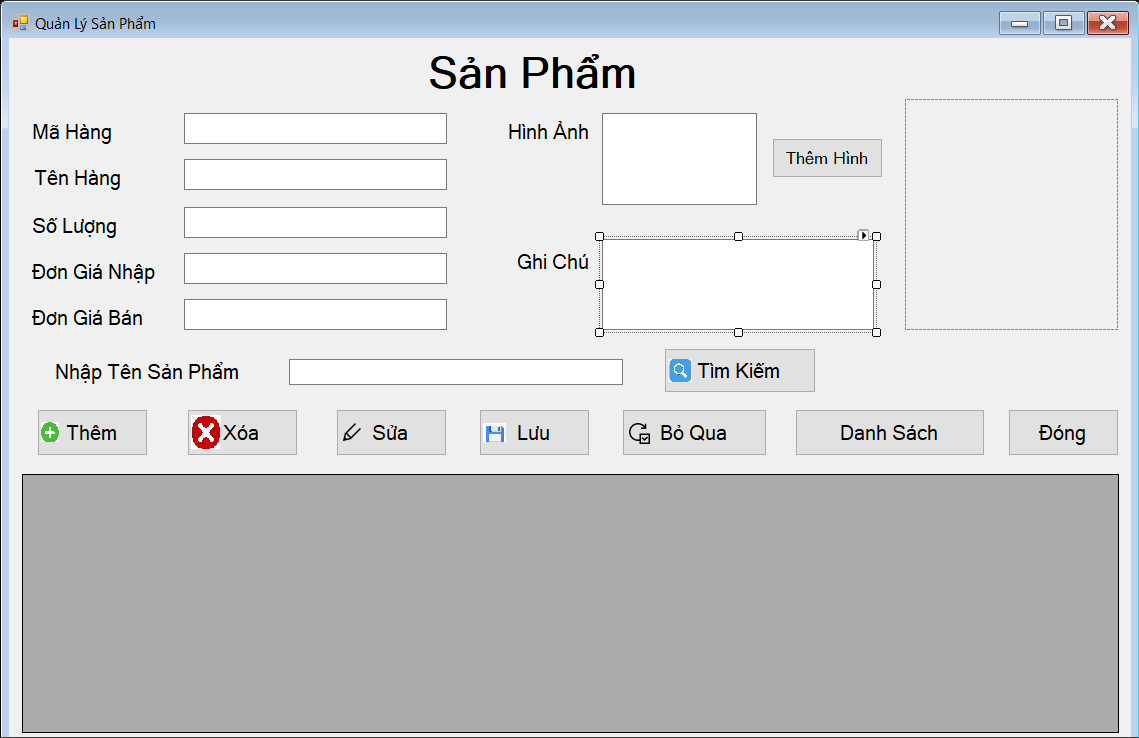 Quản Lý Sản Phẩm
Sản Phẩm
Mã Hàng
Hình Ảnh
Thêm Hình
Tên Hàng
Số Lượng
Ghi Chú
Đơn Giá Nhập
Đơn Giá Bán
Nhập Tên Sản Phẩm
Tìm Kiếm
Thêm
Xóa
Sửa
Lưu
Bỏ Qua
Danh Sách
Đóng